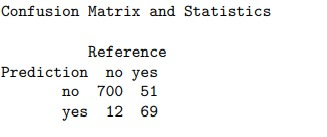 Confusion Matrix and Statistics
Reference
Prediction no yes
no 700 51
yes 12 69